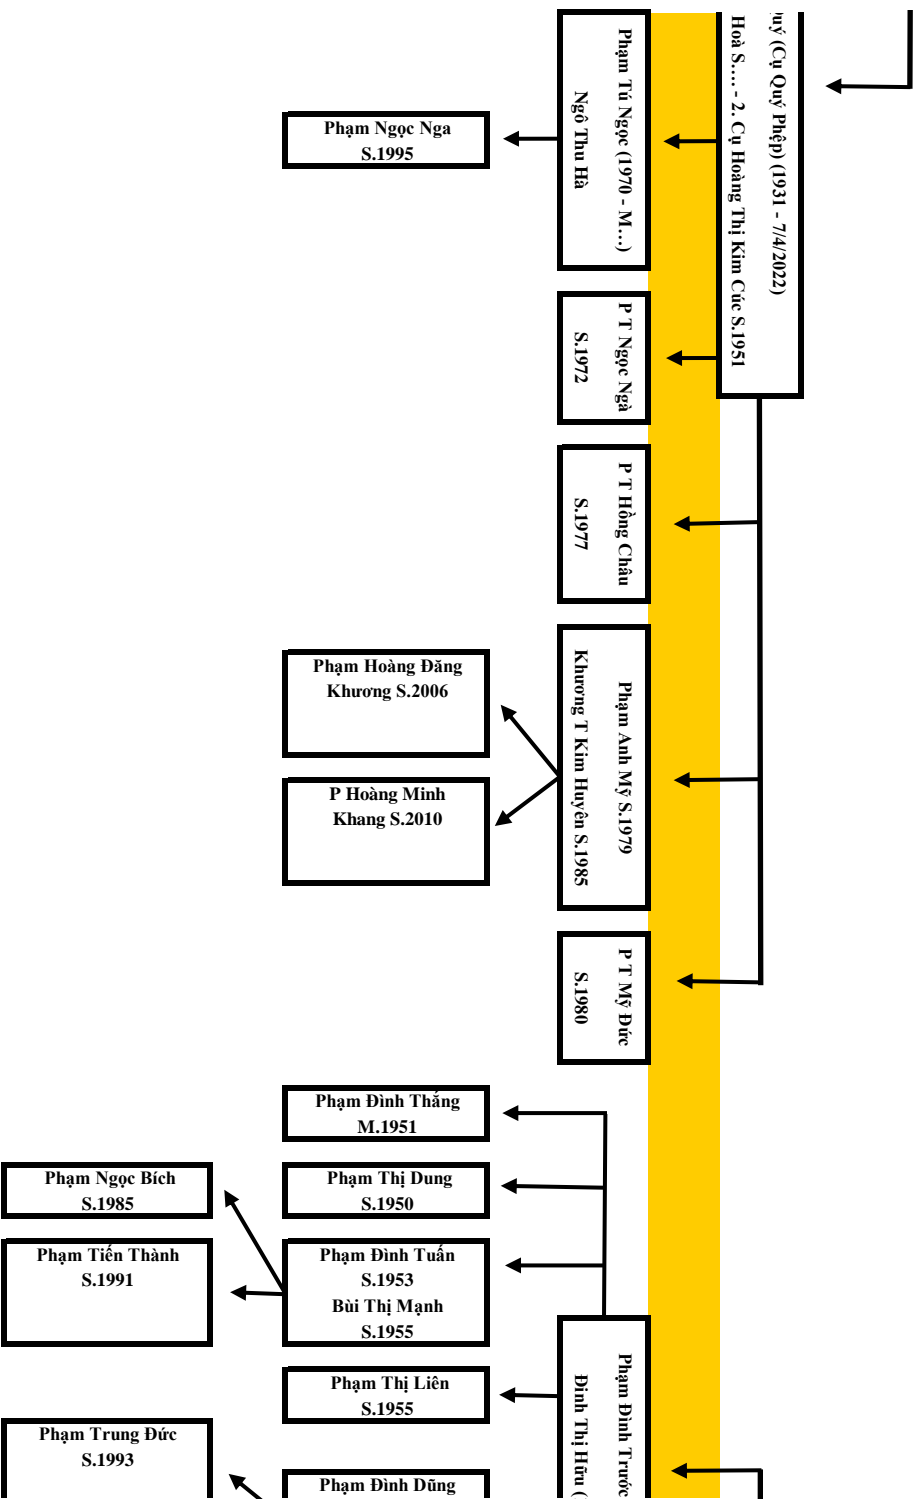 (Cụ Quý Phệp) (1931 - 7/4/2022)
Hoà S.... - 2. Cụ Hoàng Thị Kim Cúc S.1951
Phạm Tú Ngọc (1970 - M...)
Ngô Thu Hà
Phạm Ngọc Nga
S.1995
P T Ngọc Ngà
S.1972
P T Hồng Châu
S.1977
Phạm Anh Mỹ S.1979
Khương T Kim Huyên S.1985
Phạm Hoàng Đăng
Khương S.2006
P Hoàng Minh
Khang S.2010
P T Mỹ Đức
S.1980
Phạm Đình Thắng
M.1951
Phạm Thị Dung
S.1950
Phạm Ngọc Bích
S.1985
Phạm Tiến Thành
S.1991
Phạm Đình Tuấn
S.1953
Bùi Thị Mạnh
S.1955
Phạm Đình Trước
Đinh Thị Hữu (
Phạm Thị Liên
S.1955
Phạm Trung Đức
S.1993
Phạm Đình Dũng